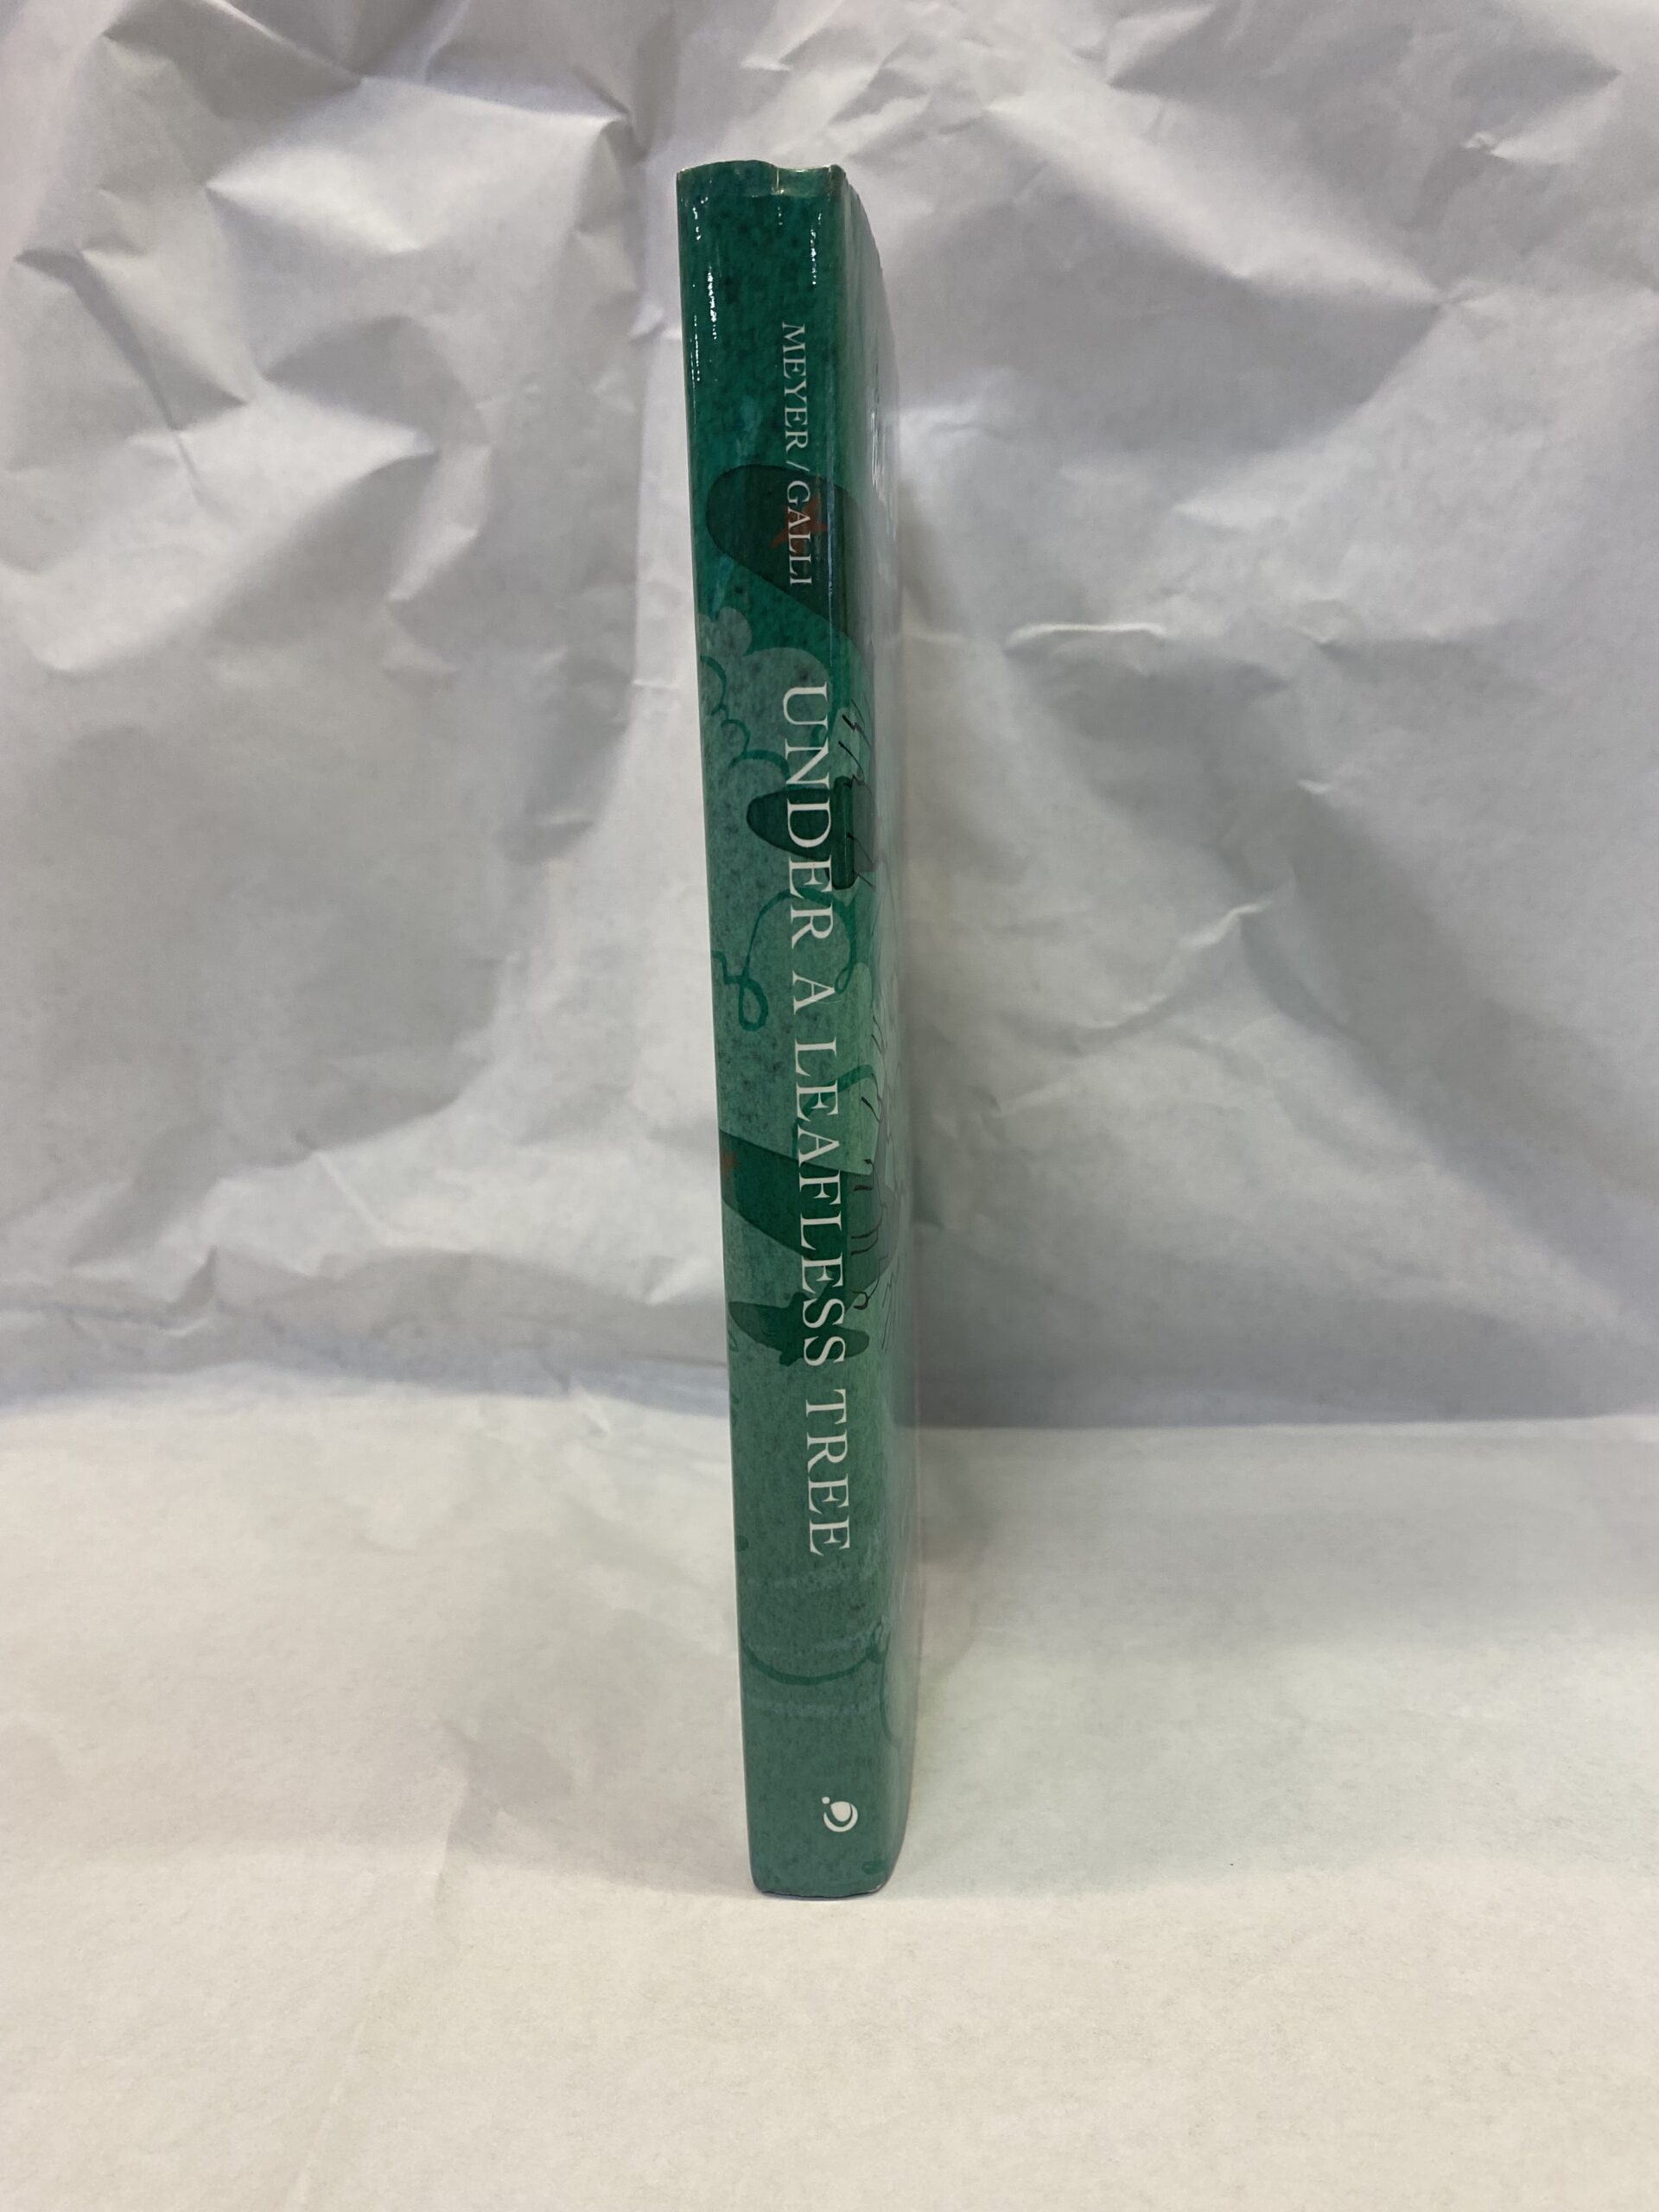 MEYER / GALLI
UNDER A LEAFLESS TREE